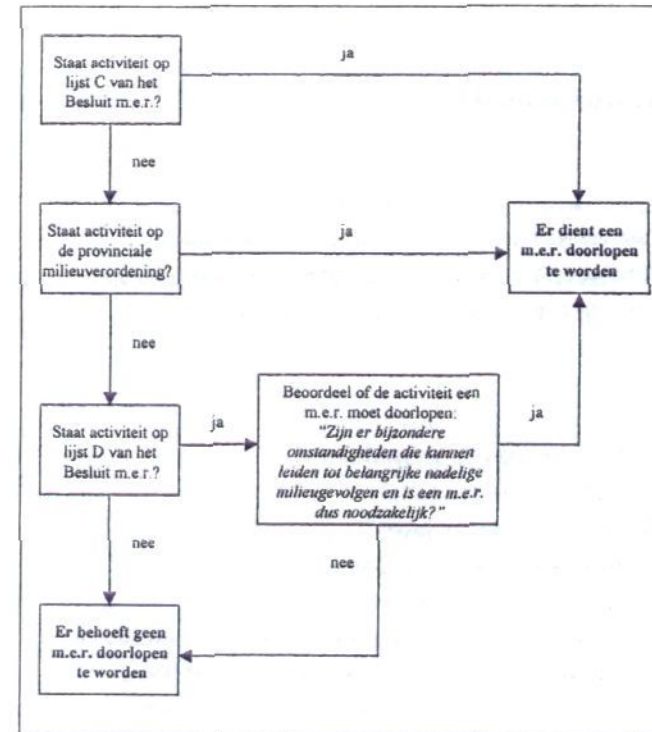 Staat activiteit op
lijst C van het
Besluit m.e.r.?
ja
nee
Staat activiteit op
de provinciale
milieuverordening?
ja
Er dient een
m.e.r. doorlopen
te worden
nee
Staat activiteit op
lijst D van het
Besluit m.e.r.?
ja
Beoordeel of de activiteit een
m.e.r. moet doorlopen:
"Zijn er bijzondere
omstandigheden die kunnen
leiden tot belangrijke nadelige
milieugevolgen en is een m.e.r.
dus noodzakelijk?"
ja
nee
nee
Er behoeft geen
m.e.r. doorlopen
te worden